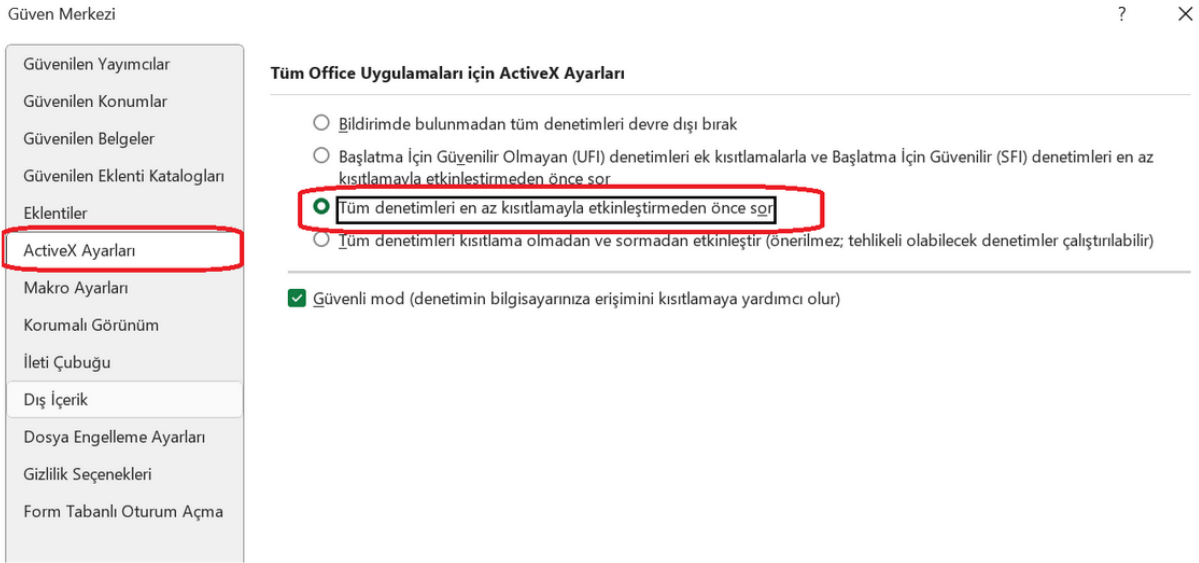 Güven Merkezi
?
Güvenilen Yayımcılar
Güvenilen Konumlar
Güvenilen Belgeler
Güvenilen Eklenti Katalogları
Eklentiler
ActiveX Ayarları
Makro Ayarları
Korumalı Görünüm
İleti Çubuğu
Dış İçerik
Dosya Engelleme Ayarları
Gizlilik Seçenekleri
Form Tabanlı Oturum Açma
Tüm Office Uygulamaları için ActiveX Ayarları
Bildirimde bulunmadan tüm denetimleri devre dışı bırak
Başlatma İçin Güvenilir Olmayan (UFI) denetimleri ek kısıtlamalarla ve Başlatma İçin Güvenilir (SFI) denetimleri en az
kısıtlamayla etkinleştirmeden önce sor
Tüm denetimleri en az kısıtlamayla etkinleştirmeden önce sor
Tüm denetimleri kısıtlama olmadan ve sormadan etkinleştir (önerilmez; tehlikeli olabilecek denetimler çalıştırılabilir)
Güvenli mod (denetimin bilgisayarınıza erişimini kısıtlamaya yardımcı olur)